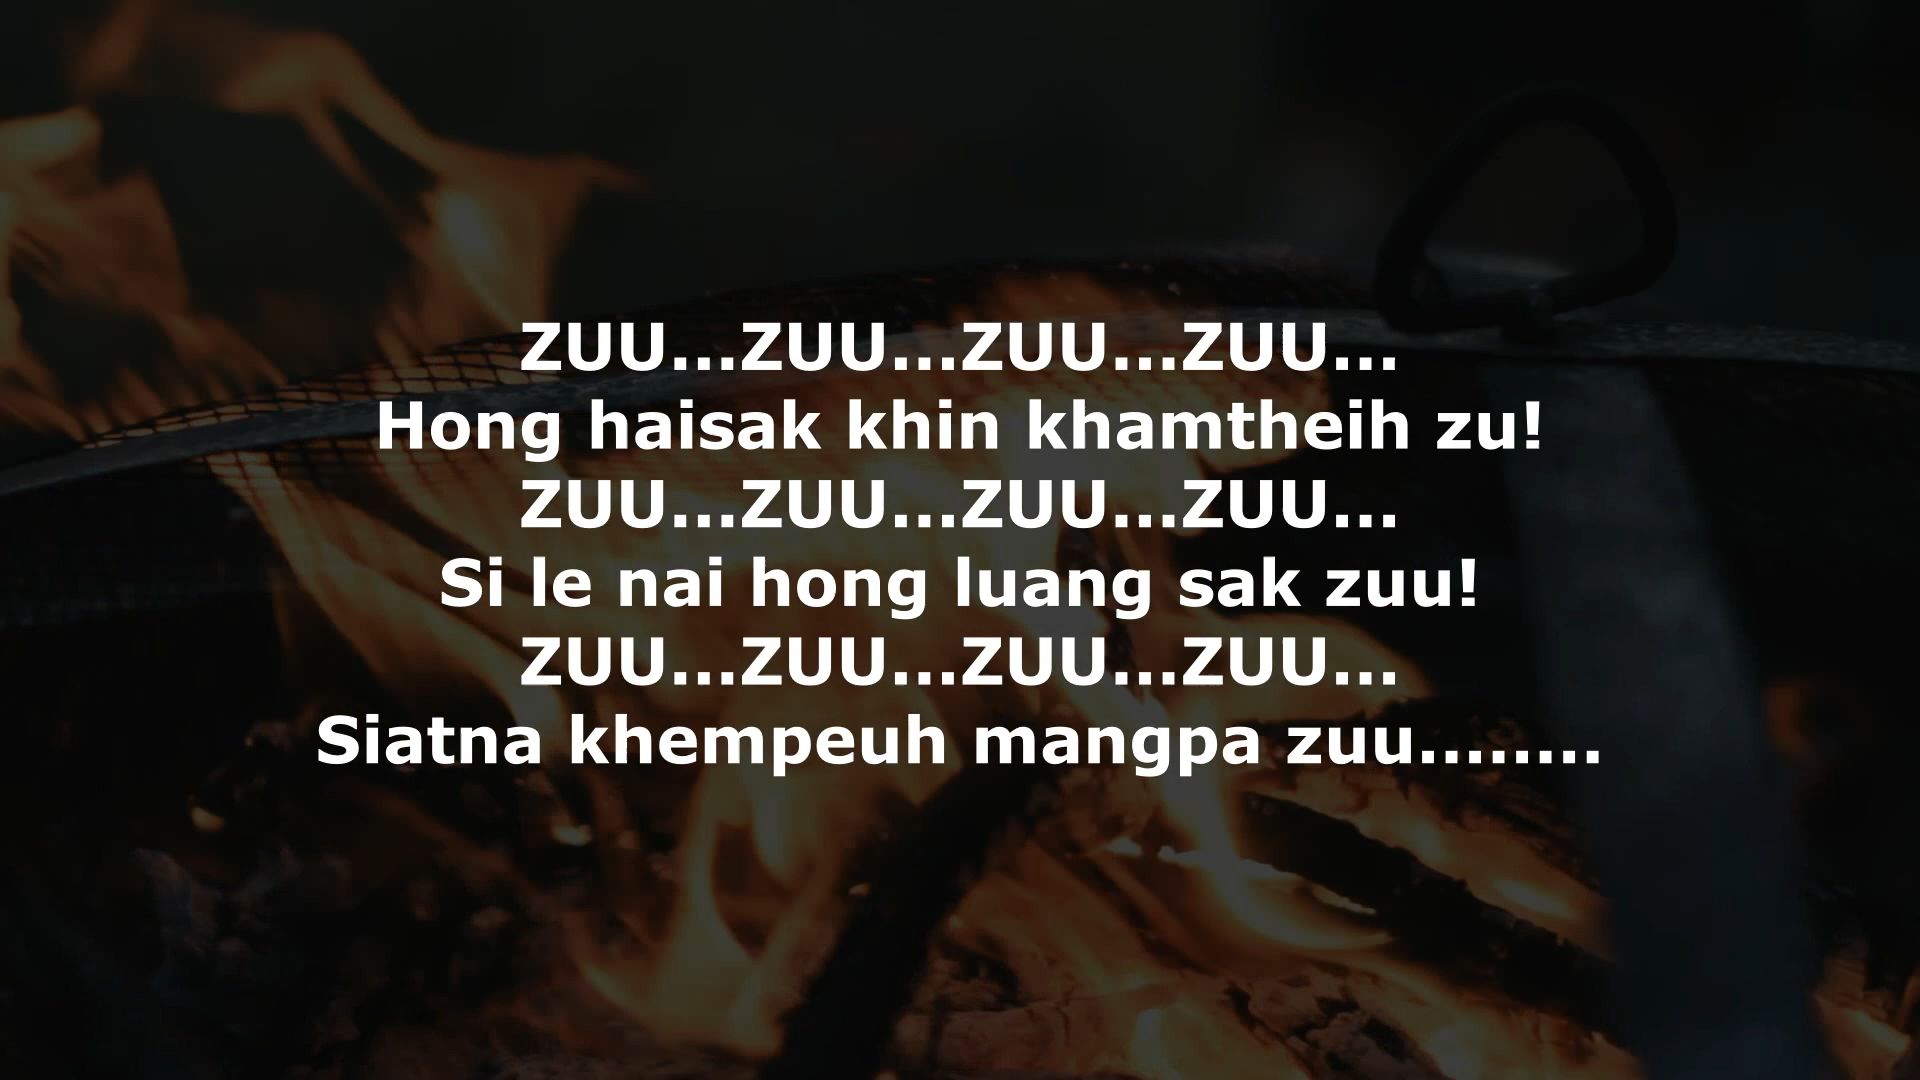 ZUU...ZUU...ZUU...ZUU...
Hong haisak khin khamtheih zu!
ZUU...ZUU...ZUU...ZUU...
Si le nai hong luang sak zuu!
ZUU...ZUU...ZUU...ZUU...
Siatna khempeuh mangpa zuu........